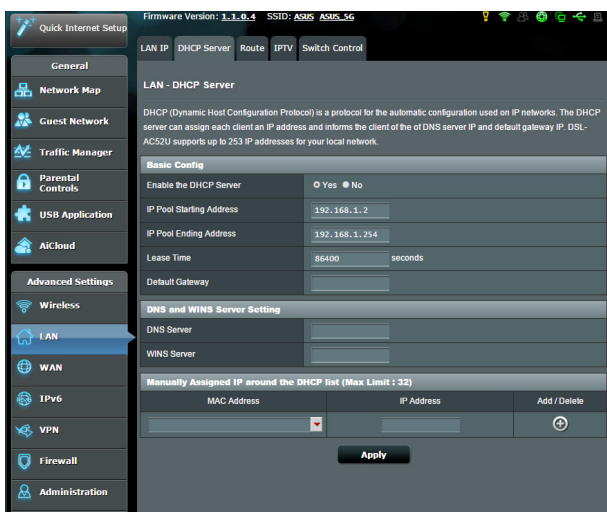 Quick Internet Setup
Firmware Version: 1.1.0.4 SSID: ASUS ASUS_5G
LAN IP DHCP Server Route IPTV Switch Control
General
Network Map
Guest Network
Traffic Manager
Parental
Controls
USB Application
AiCloud
Advanced Settings
Wireless
LAN
WAN
IPv6
VPN
Firewall
Administration
LAN - DHCP Server
DHCP (Dynamic Host Configuration Protocol) is a protocol for the automatic configuration used on IP networks. The DHCP
server can assign each client an IP address and informs the client of the of DNS server IP and default gateway IP. DSL-
AC52U supports up to 253 IP addresses for your local network.
Basic Config
Enable the DHCP Server Yes No
IP Pool Starting Address 192.168.1.2
IP Pool Ending Address 192.168.1.254
Lease Time 86400 seconds
Default Gateway
DNS and WINS Server Setting
DNS Server
WINS Server
Manually Assigned IP around the DHCP list (Max Limit : 32)
MAC Address IP Address Add / Delete
Apply